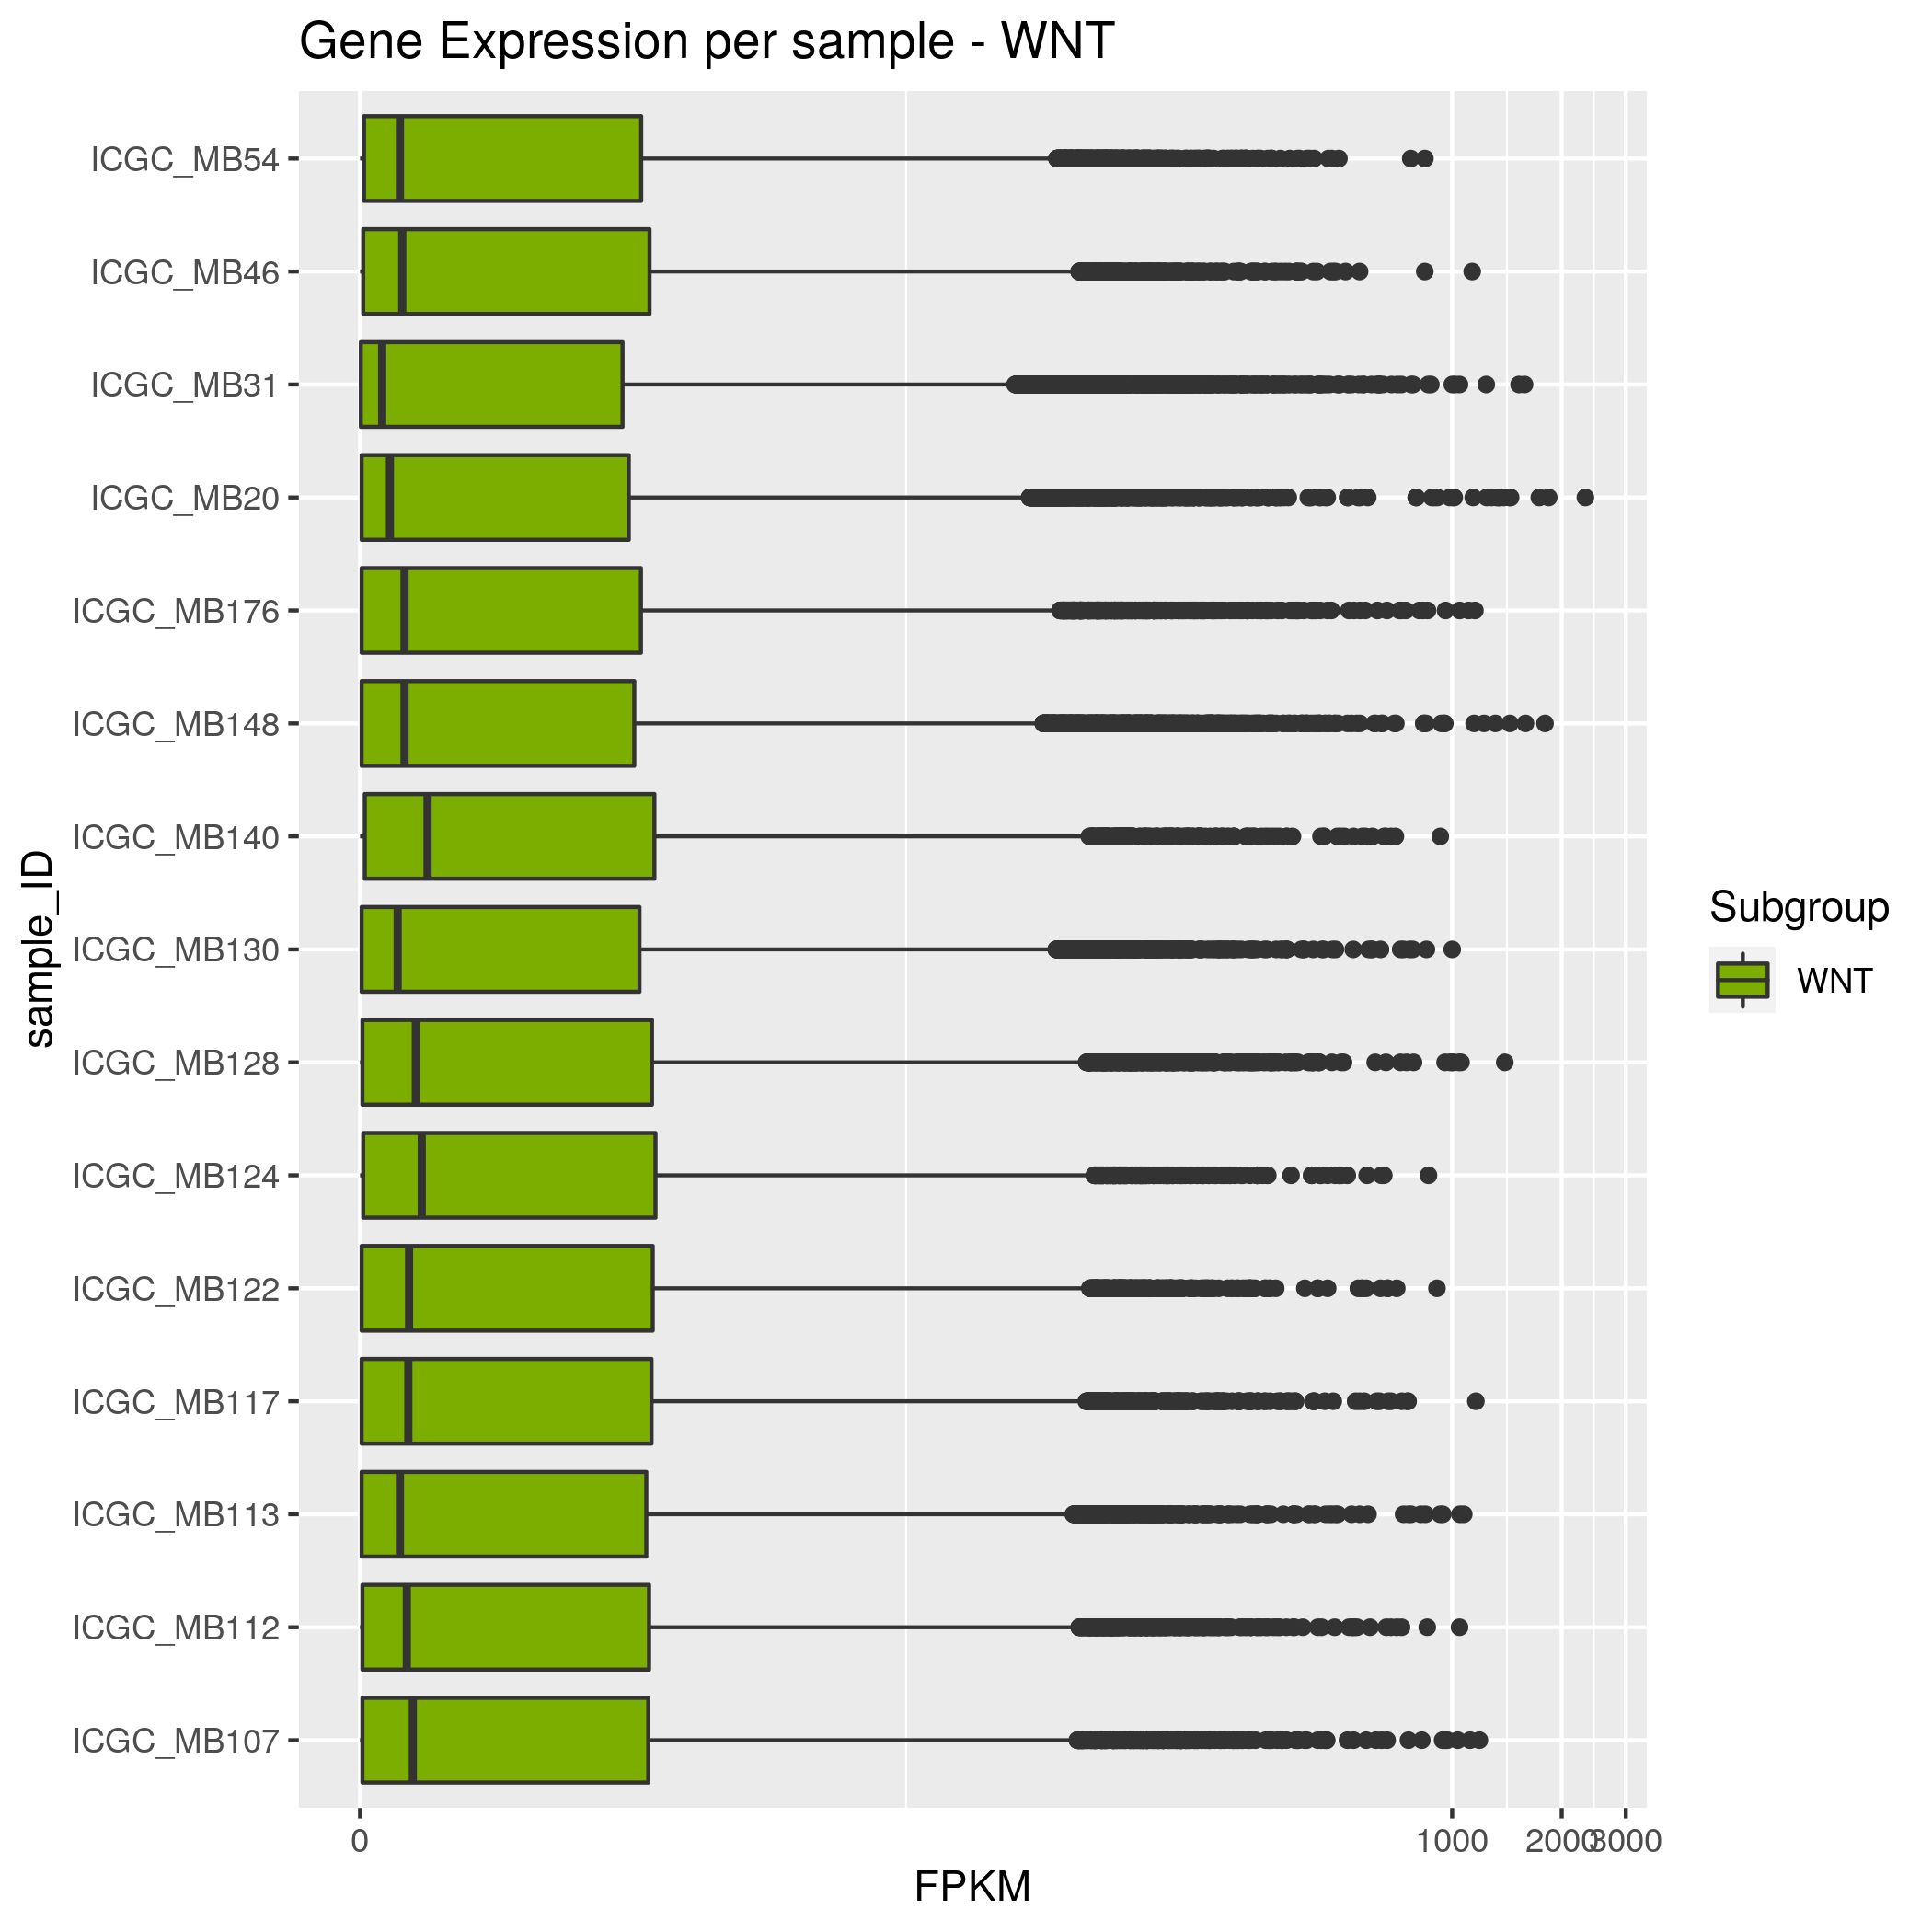 Gene Expression per sample - WNT
ICGC_MB54
ICGC_MB46
ICGC_MB31
ICGC_MB20
ICGC_MB176
ICGC_MB148
ICGC_MB140
ICGC_MB130
ICGC_MB128
ICGC_MB124
ICGC_MB122
ICGC_MB117
ICGC_MB113
ICGC_MB112
ICGC_MB107
sample_ID
0 1000 2000 3000
FPKM
Subgroup
WNT